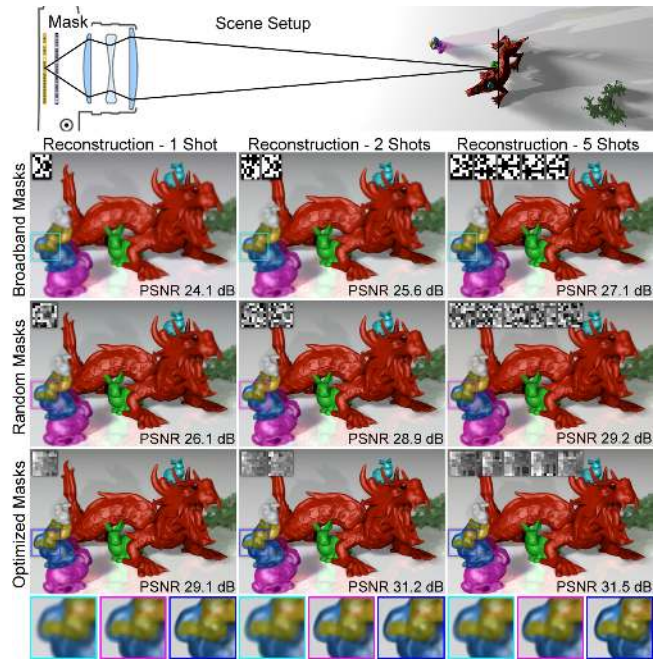 Mask
Scene Setup
Reconstruction - 1 Shot
Reconstruction - 2 Shots
Reconstruction - 5 Shots
Broadband Masks
PSNR 24.1 dB
PSNR 25.6 dB
PSNR 27.1 dB
Random Masks
PSNR 26.1 dB
PSNR 28.9 dB
PSNR 29.2 dB
Optimized Masks
PSNR 29.1 dB
PSNR 31.2 dB
PSNR 31.5 dB